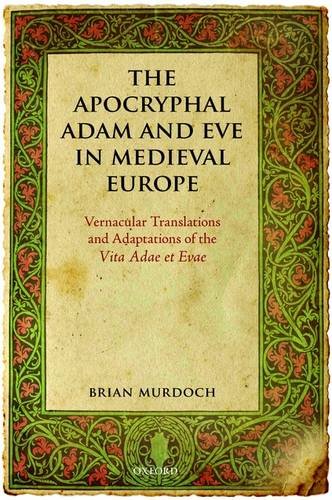 THE
APOCRYPHAL
ADAM AND EVE
IN MEDIEVAL
EUROPE
Vernacular Translations
and Adaptations of the
Vita Adae et Evae
BRIAN MURDOCH
OXFORD